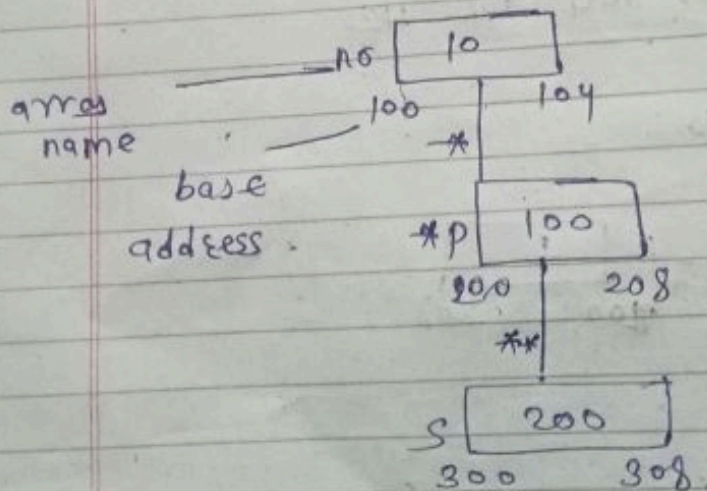 no 10
array
name
100 104
*
base
address.
*p 100
200 208
**
S 200
300 308